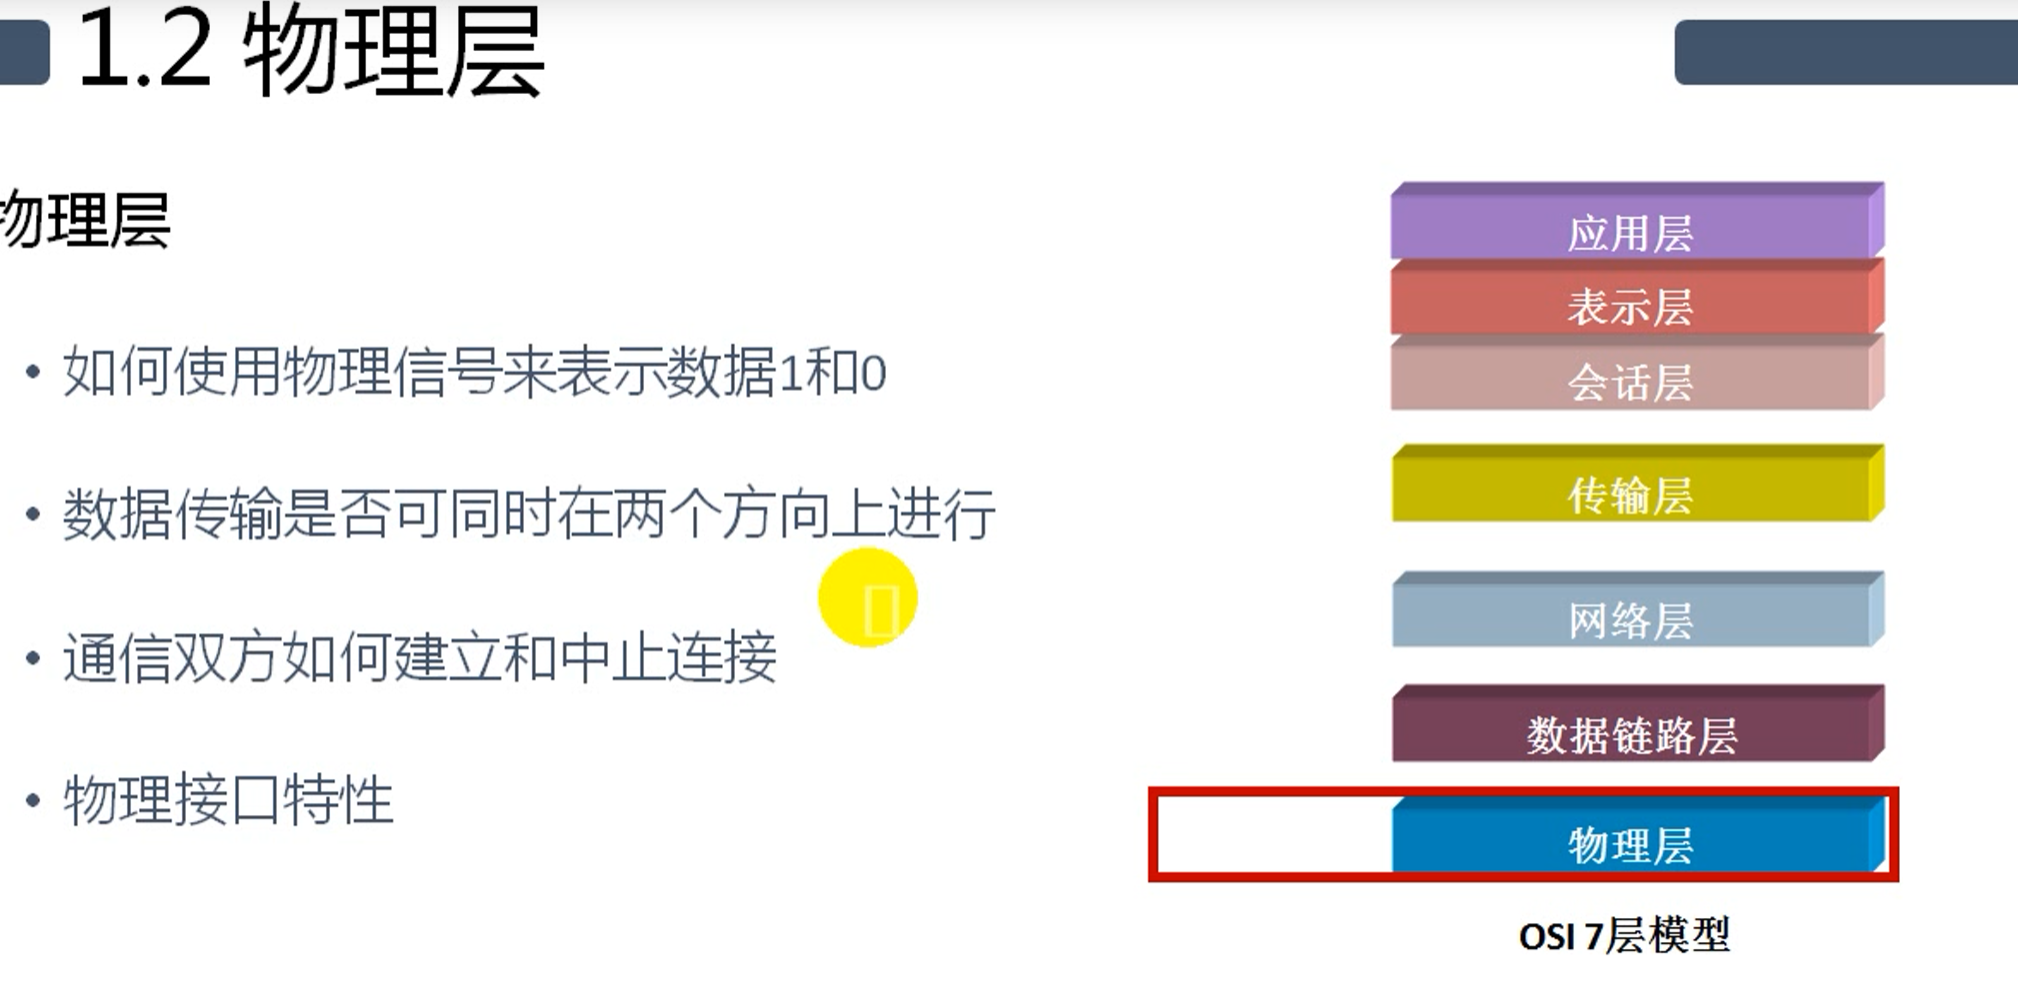 1.2 物理层
物理层
• 如何使用物理信号来表示数据1和0
• 数据传输是否可同时在两个方向上进行
• 通信双方如何建立和中止连接
• 物理接口特性
应用层
表示层
会话层
传输层
网络层
数据链路层
物理层
OSI 7层模型